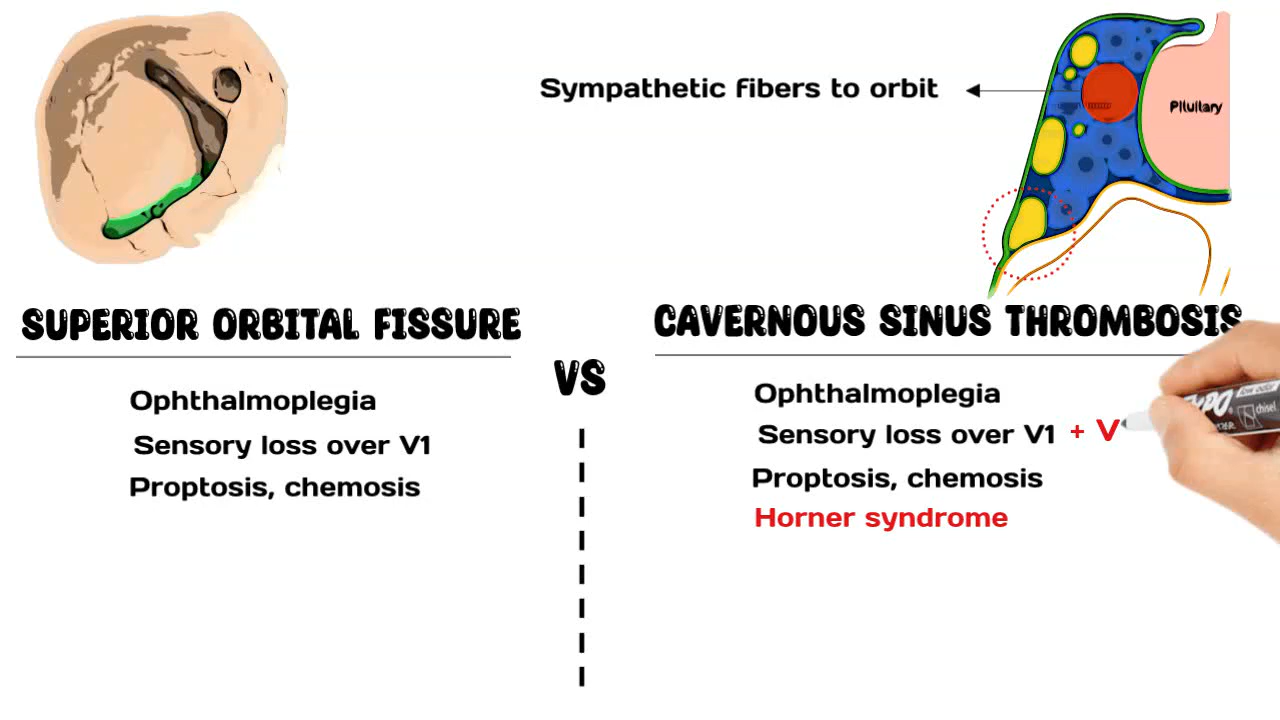 Sympathetic fibers to orbit
Pituitary
SUPERIOR ORBITAL FISSURE
CAVERNOUS SINUS THROMBOSIS
VS
Ophthalmoplegia
Sensory loss over V1
Proptosis, chemosis
Ophthalmoplegia
Sensory loss over V1 + V
Proptosis, chemosis
Horner syndrome
chisel